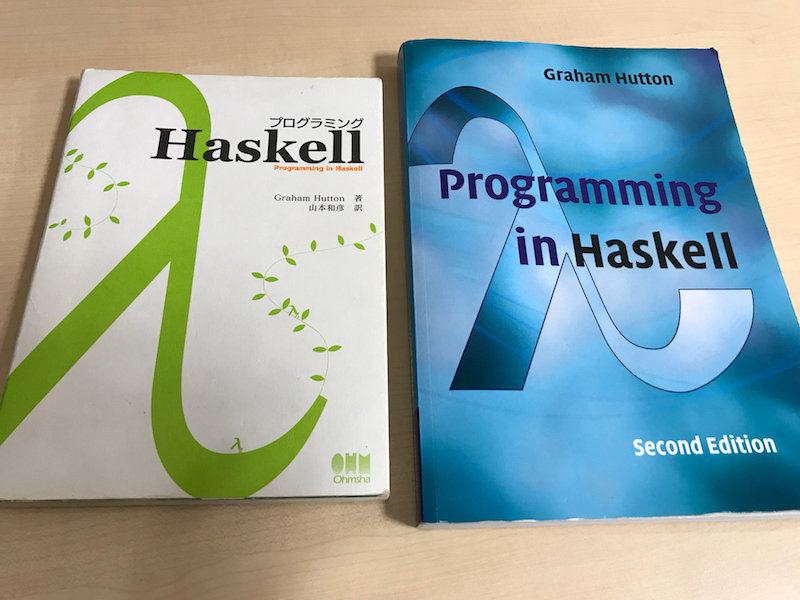 プログラミング
Haskell
Programming in Haskell
Graham Hutton 著
山本和彦 訳
λ
λ
OHM
Ohmsha
Graham Hutton
Programming
in Haskell
Second Edition